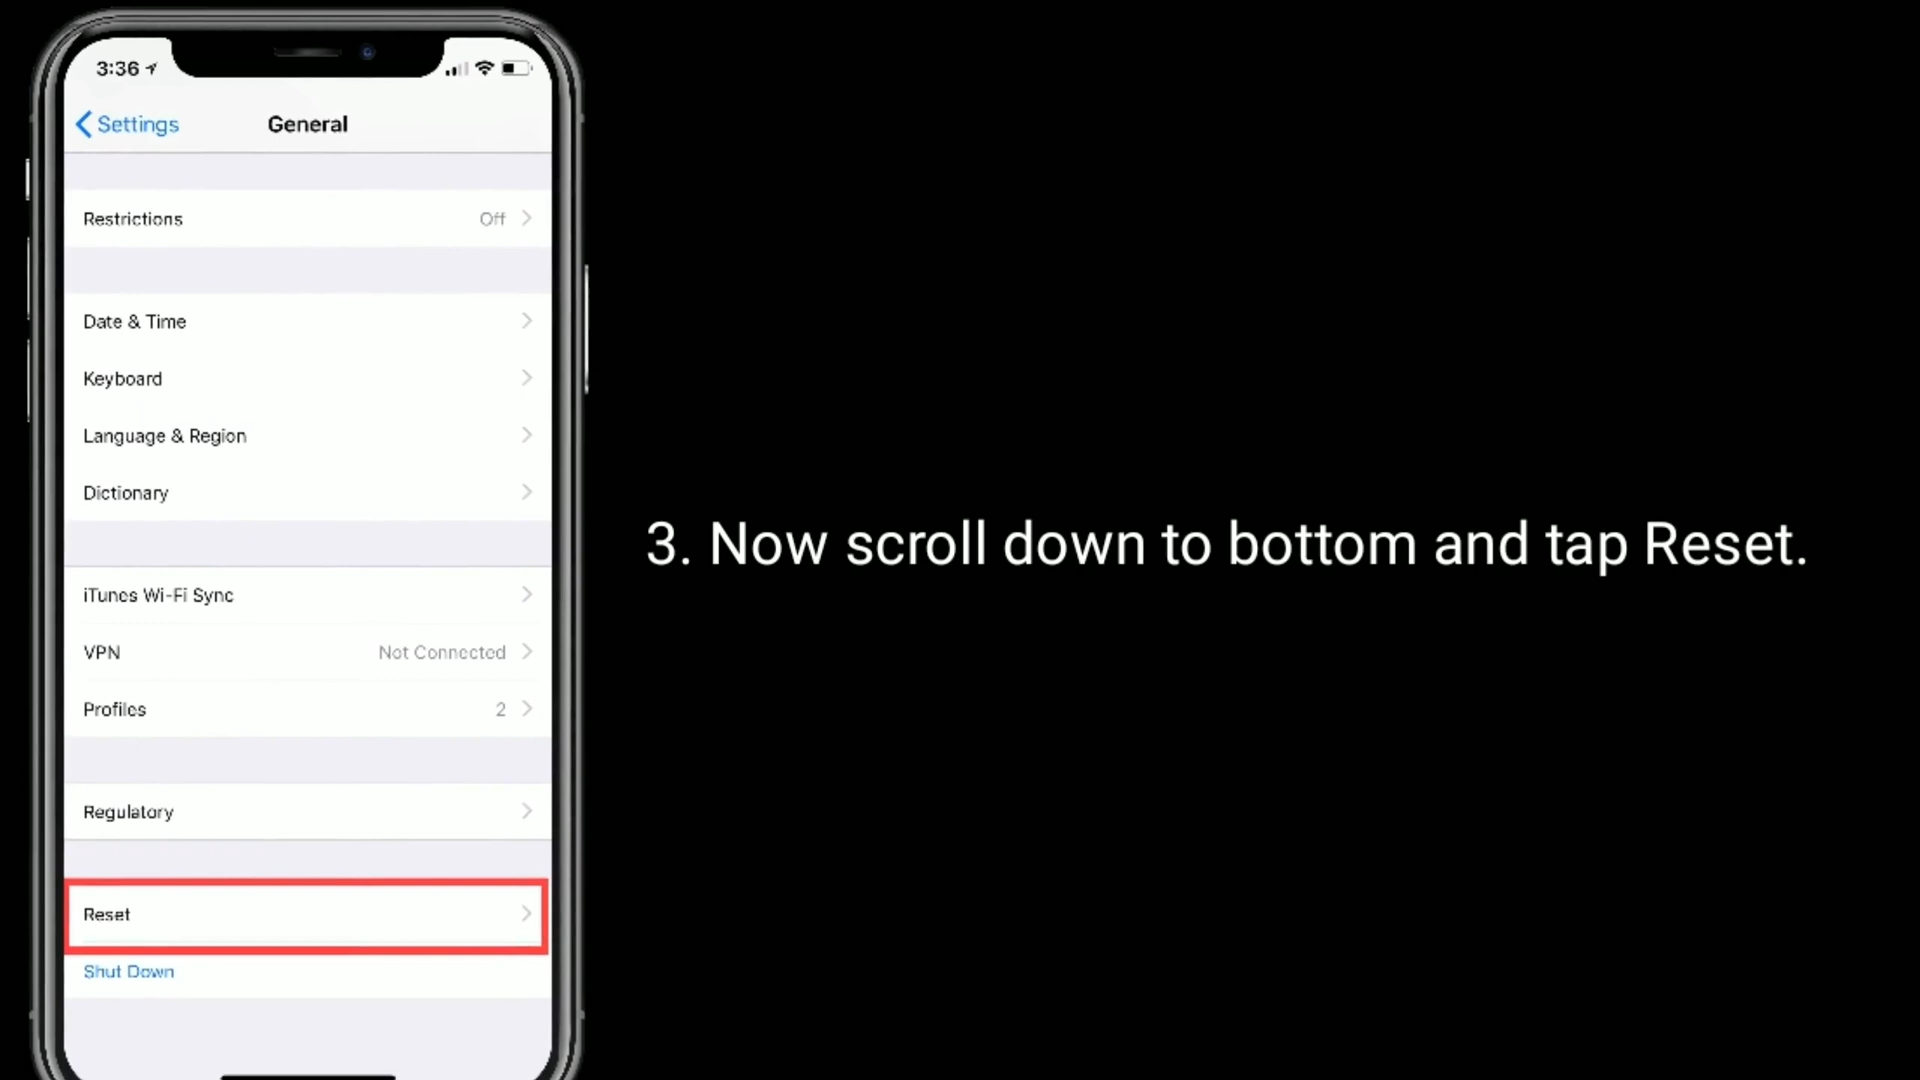 3:36
Settings
General
Restrictions Off
Date & Time
Keyboard
Language & Region
Dictionary
iTunes Wi-Fi Sync
VPN Not Connected
Profiles 2
Regulatory
Reset
Shut Down
3. Now scroll down to bottom and tap Reset.